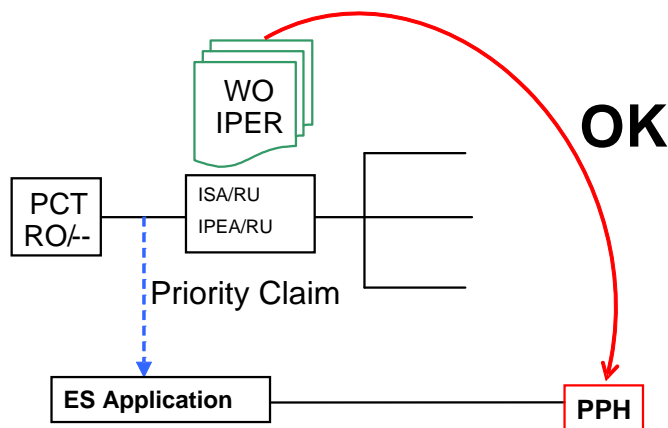 WO
IPER
OK
PCT
RO/--
ISA/RU
IPEA/RU
Priority Claim
ES Application
PPH